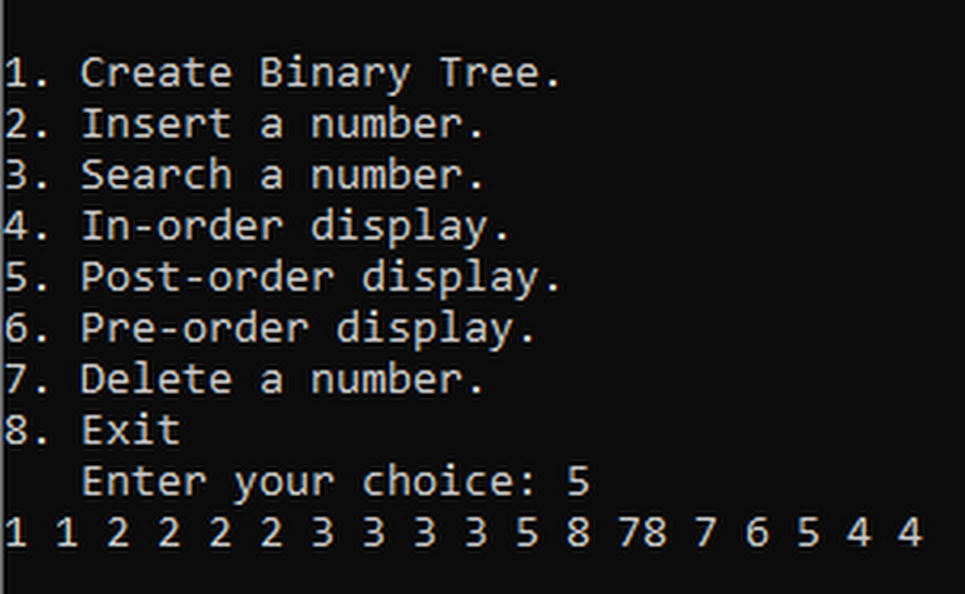 1. Create Binary Tree.
2. Insert a number.
3. Search a number.
4. In-order display.
5. Post-order display.
6. Pre-order display.
7. Delete a number.
8. Exit
Enter your choice: 5
1 1 2 2 2 2 3 3 3 3 5 8 78 7 6 5 4 4